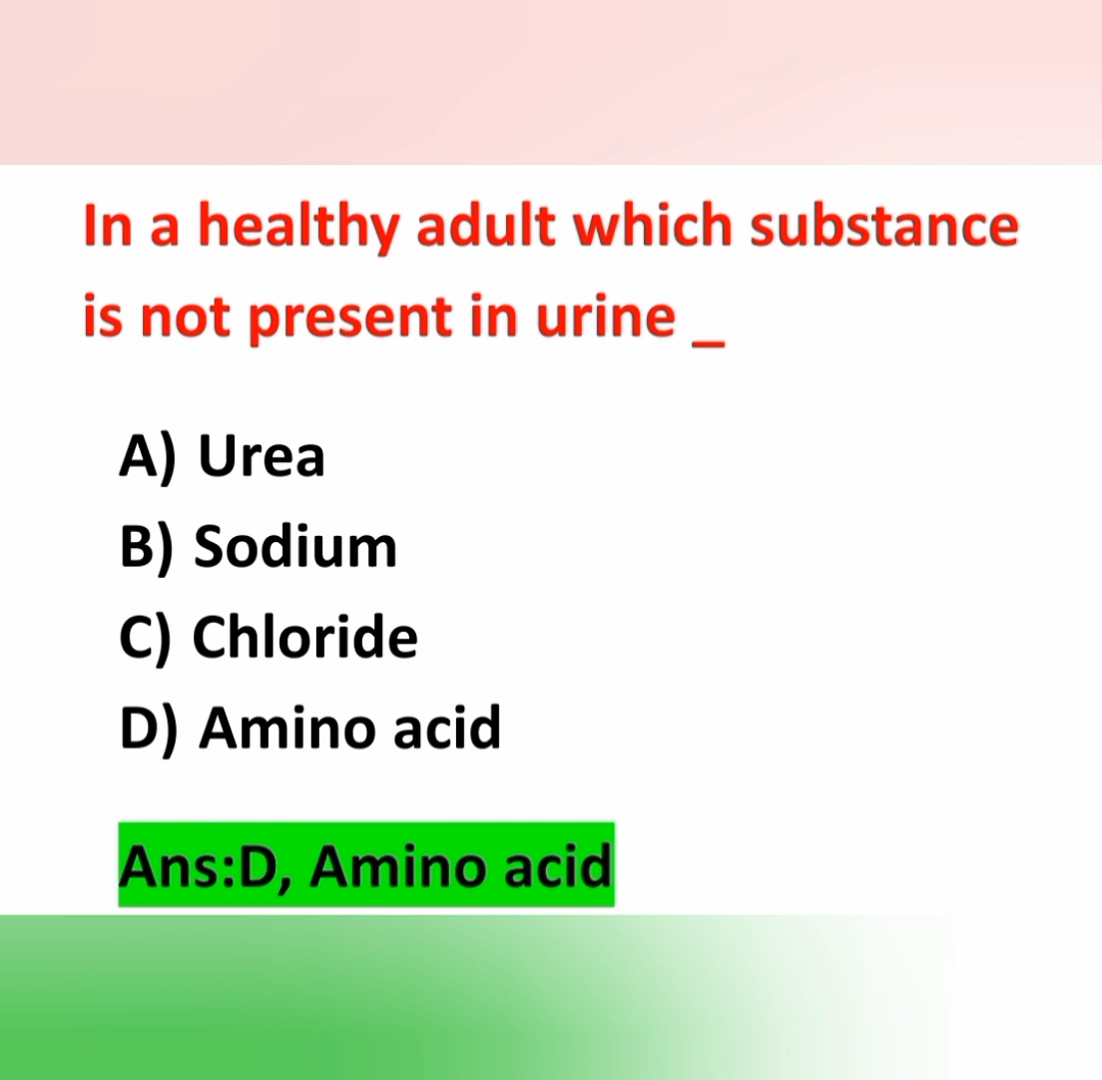 In a healthy adult which substance
is not present in urine _
A) Urea
B) Sodium
C) Chloride
D) Amino acid
Ans:D, Amino acid